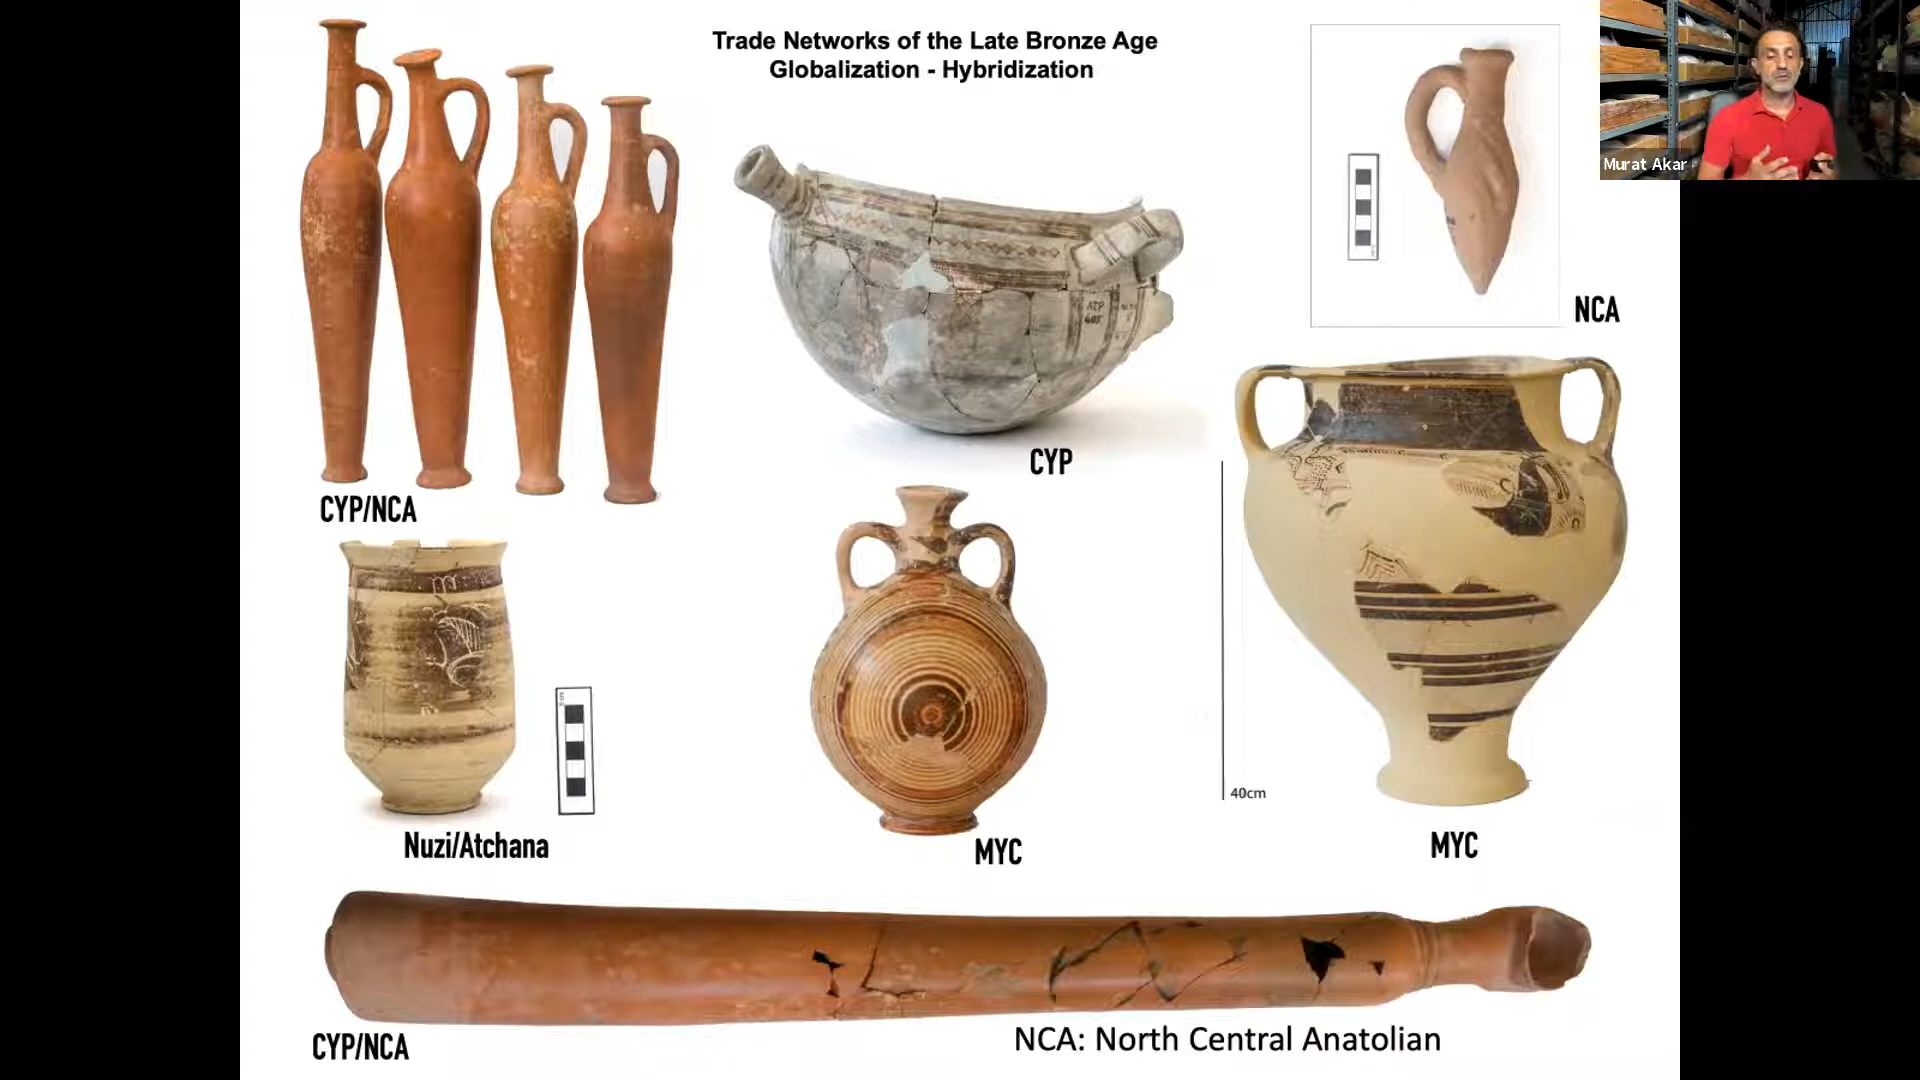 Trade Networks of the Late Bronze Age
Globalization - Hybridization
Murat Akar
NCA
CYP
ATP
CYP/NCA
40cm
Nuzi/Atchana
MYC
MYC
CYP/NCA
NCA: North Central Anatolian